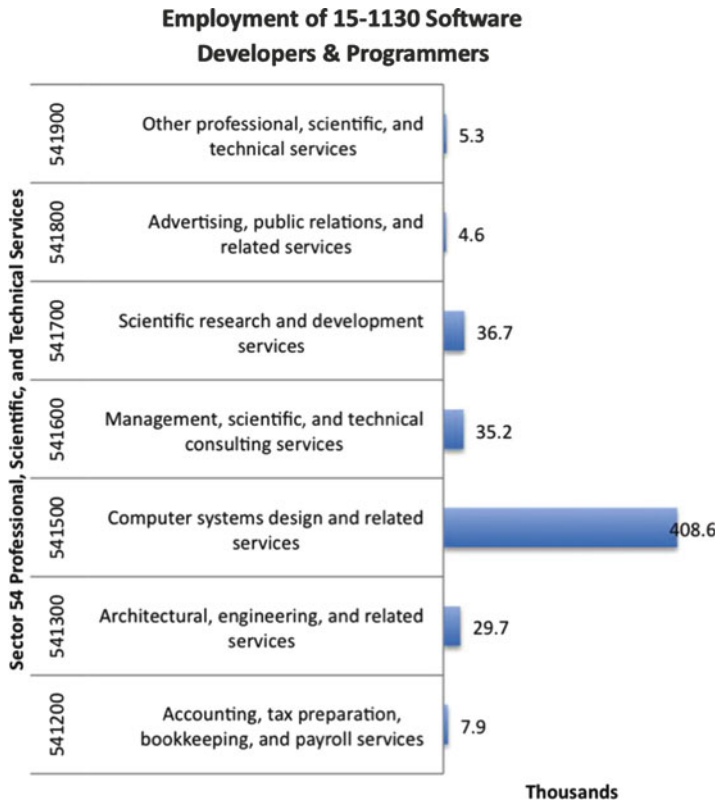 Employment of 15-1130 Software
Developers & Programmers
Sector 54 Professional, Scientific, and Technical Services
541900
Other professional, scientific, and
technical services
5.3
541800
Advertising, public relations, and
related services
4.6
541700
Scientific research and development
services
36.7
541600
Management, scientific, and technical
consulting services
35.2
541500
Computer systems design and related
services
408.6
541300
Architectural, engineering, and related
services
29.7
541200
Accounting, tax preparation,
bookkeeping, and payroll services
7.9
Thousands